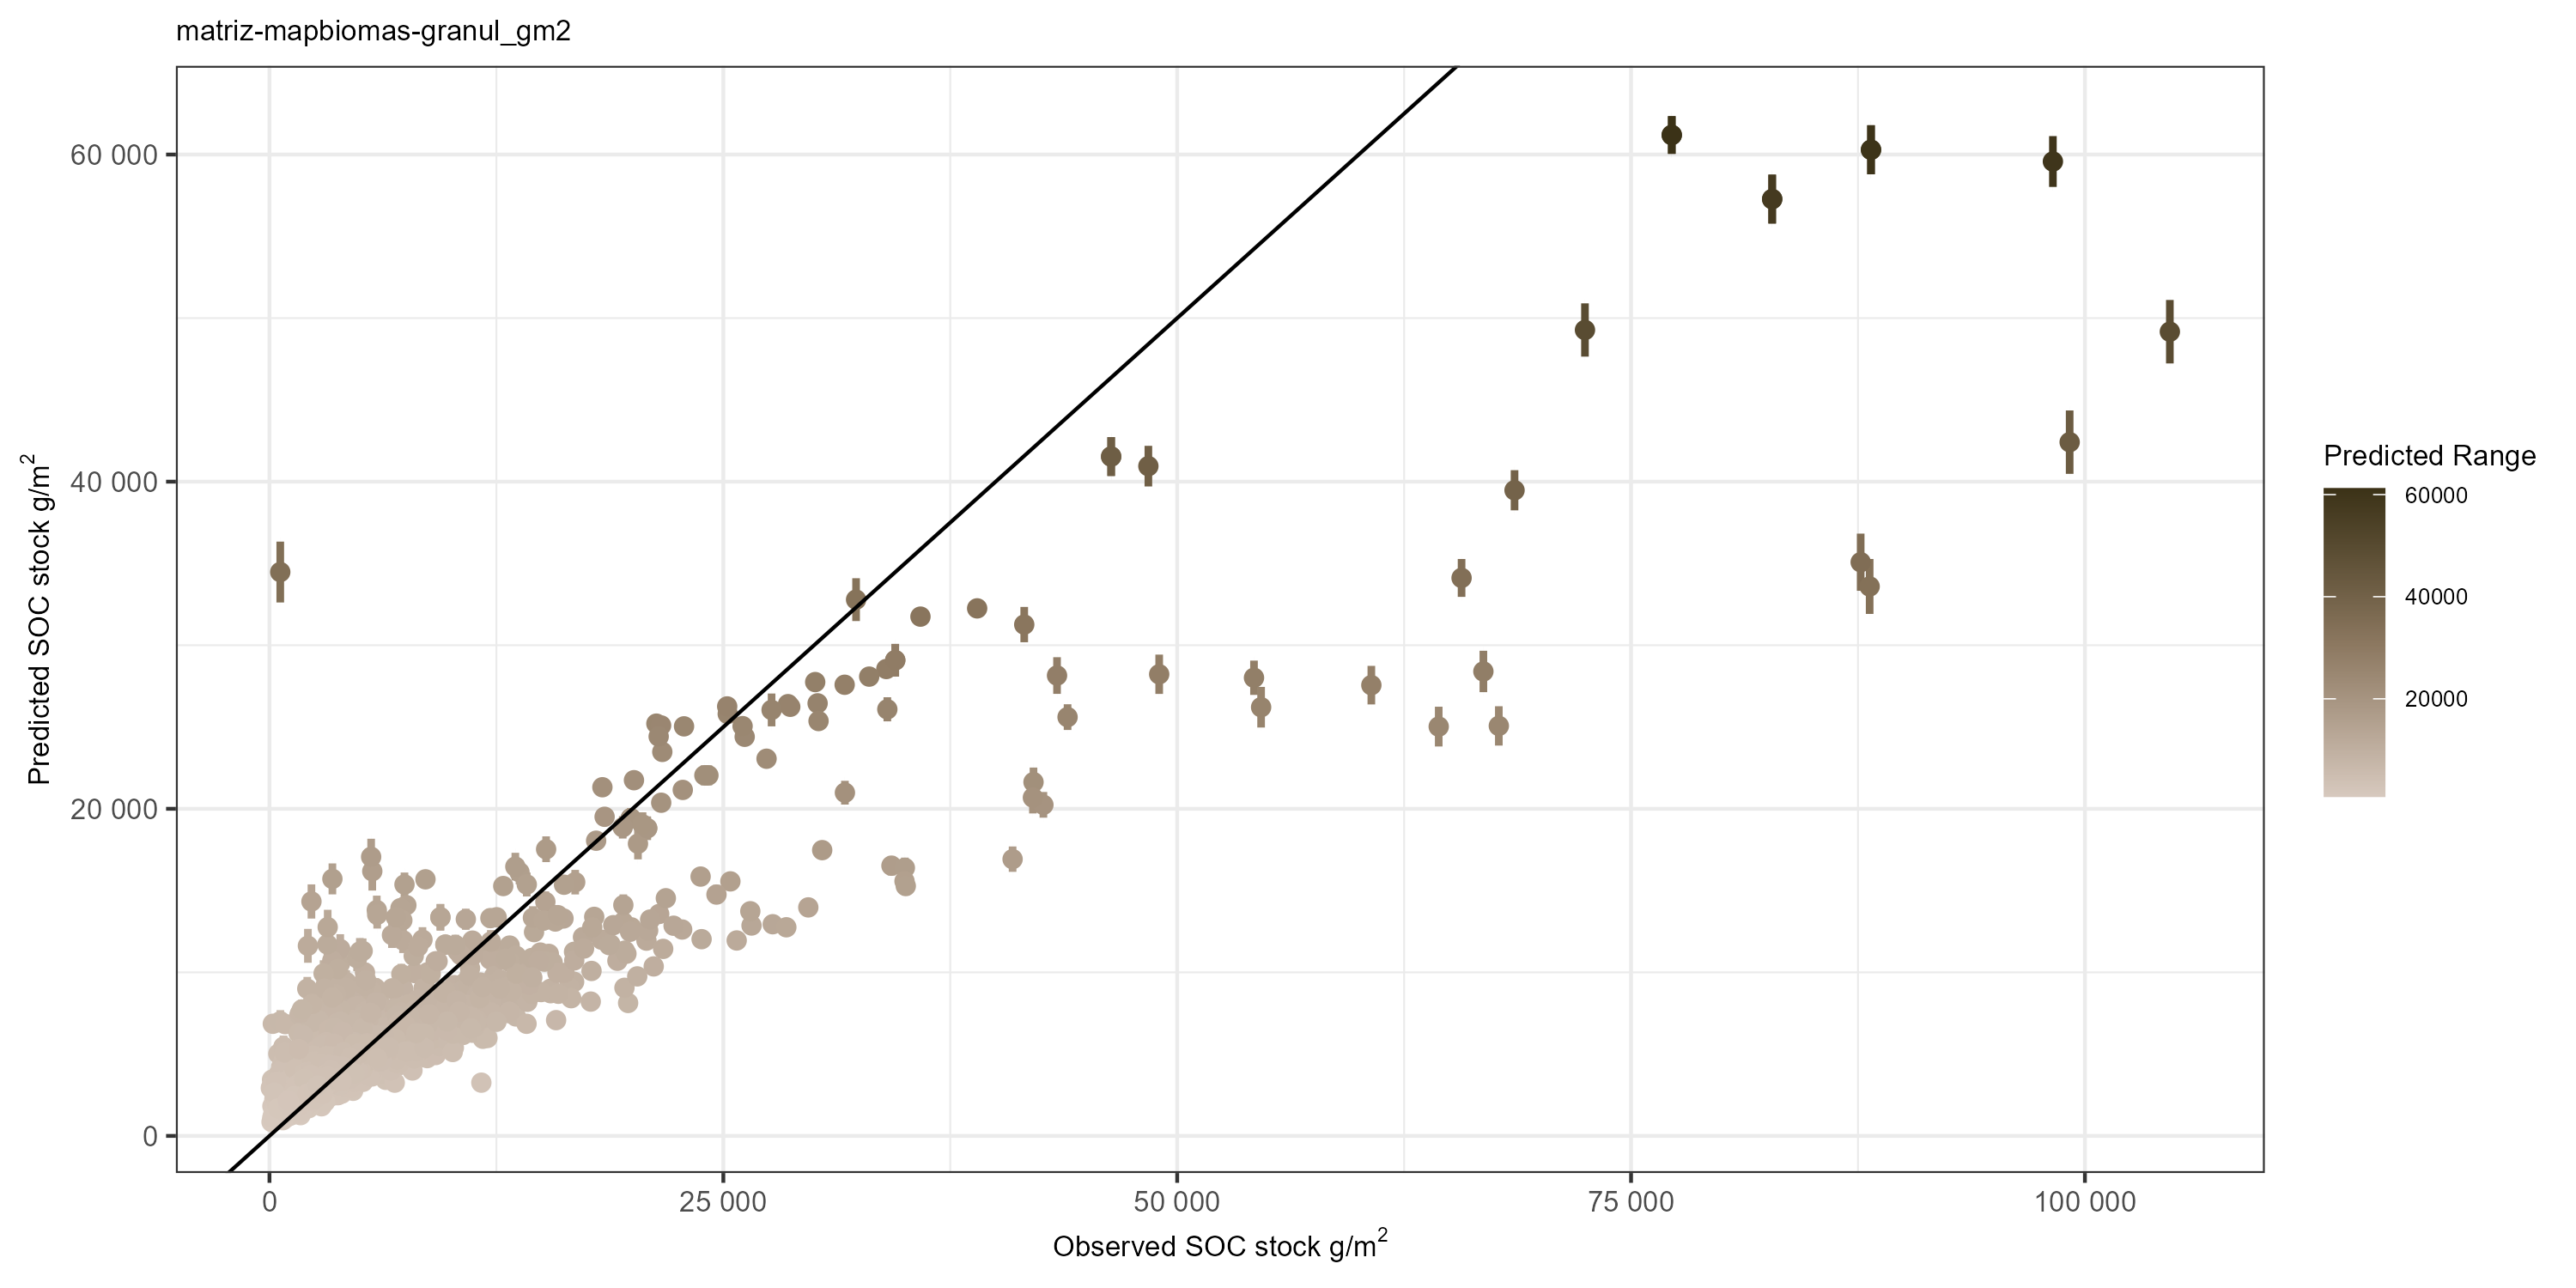 matriz-mapbiomas-granul_gm2
60 000
40 000
20 000
0
Predicted SOC stock g/m²
0 25 000 50 000 75 000 100 000
Observed SOC stock g/m²
Predicted Range
60000
40000
20000